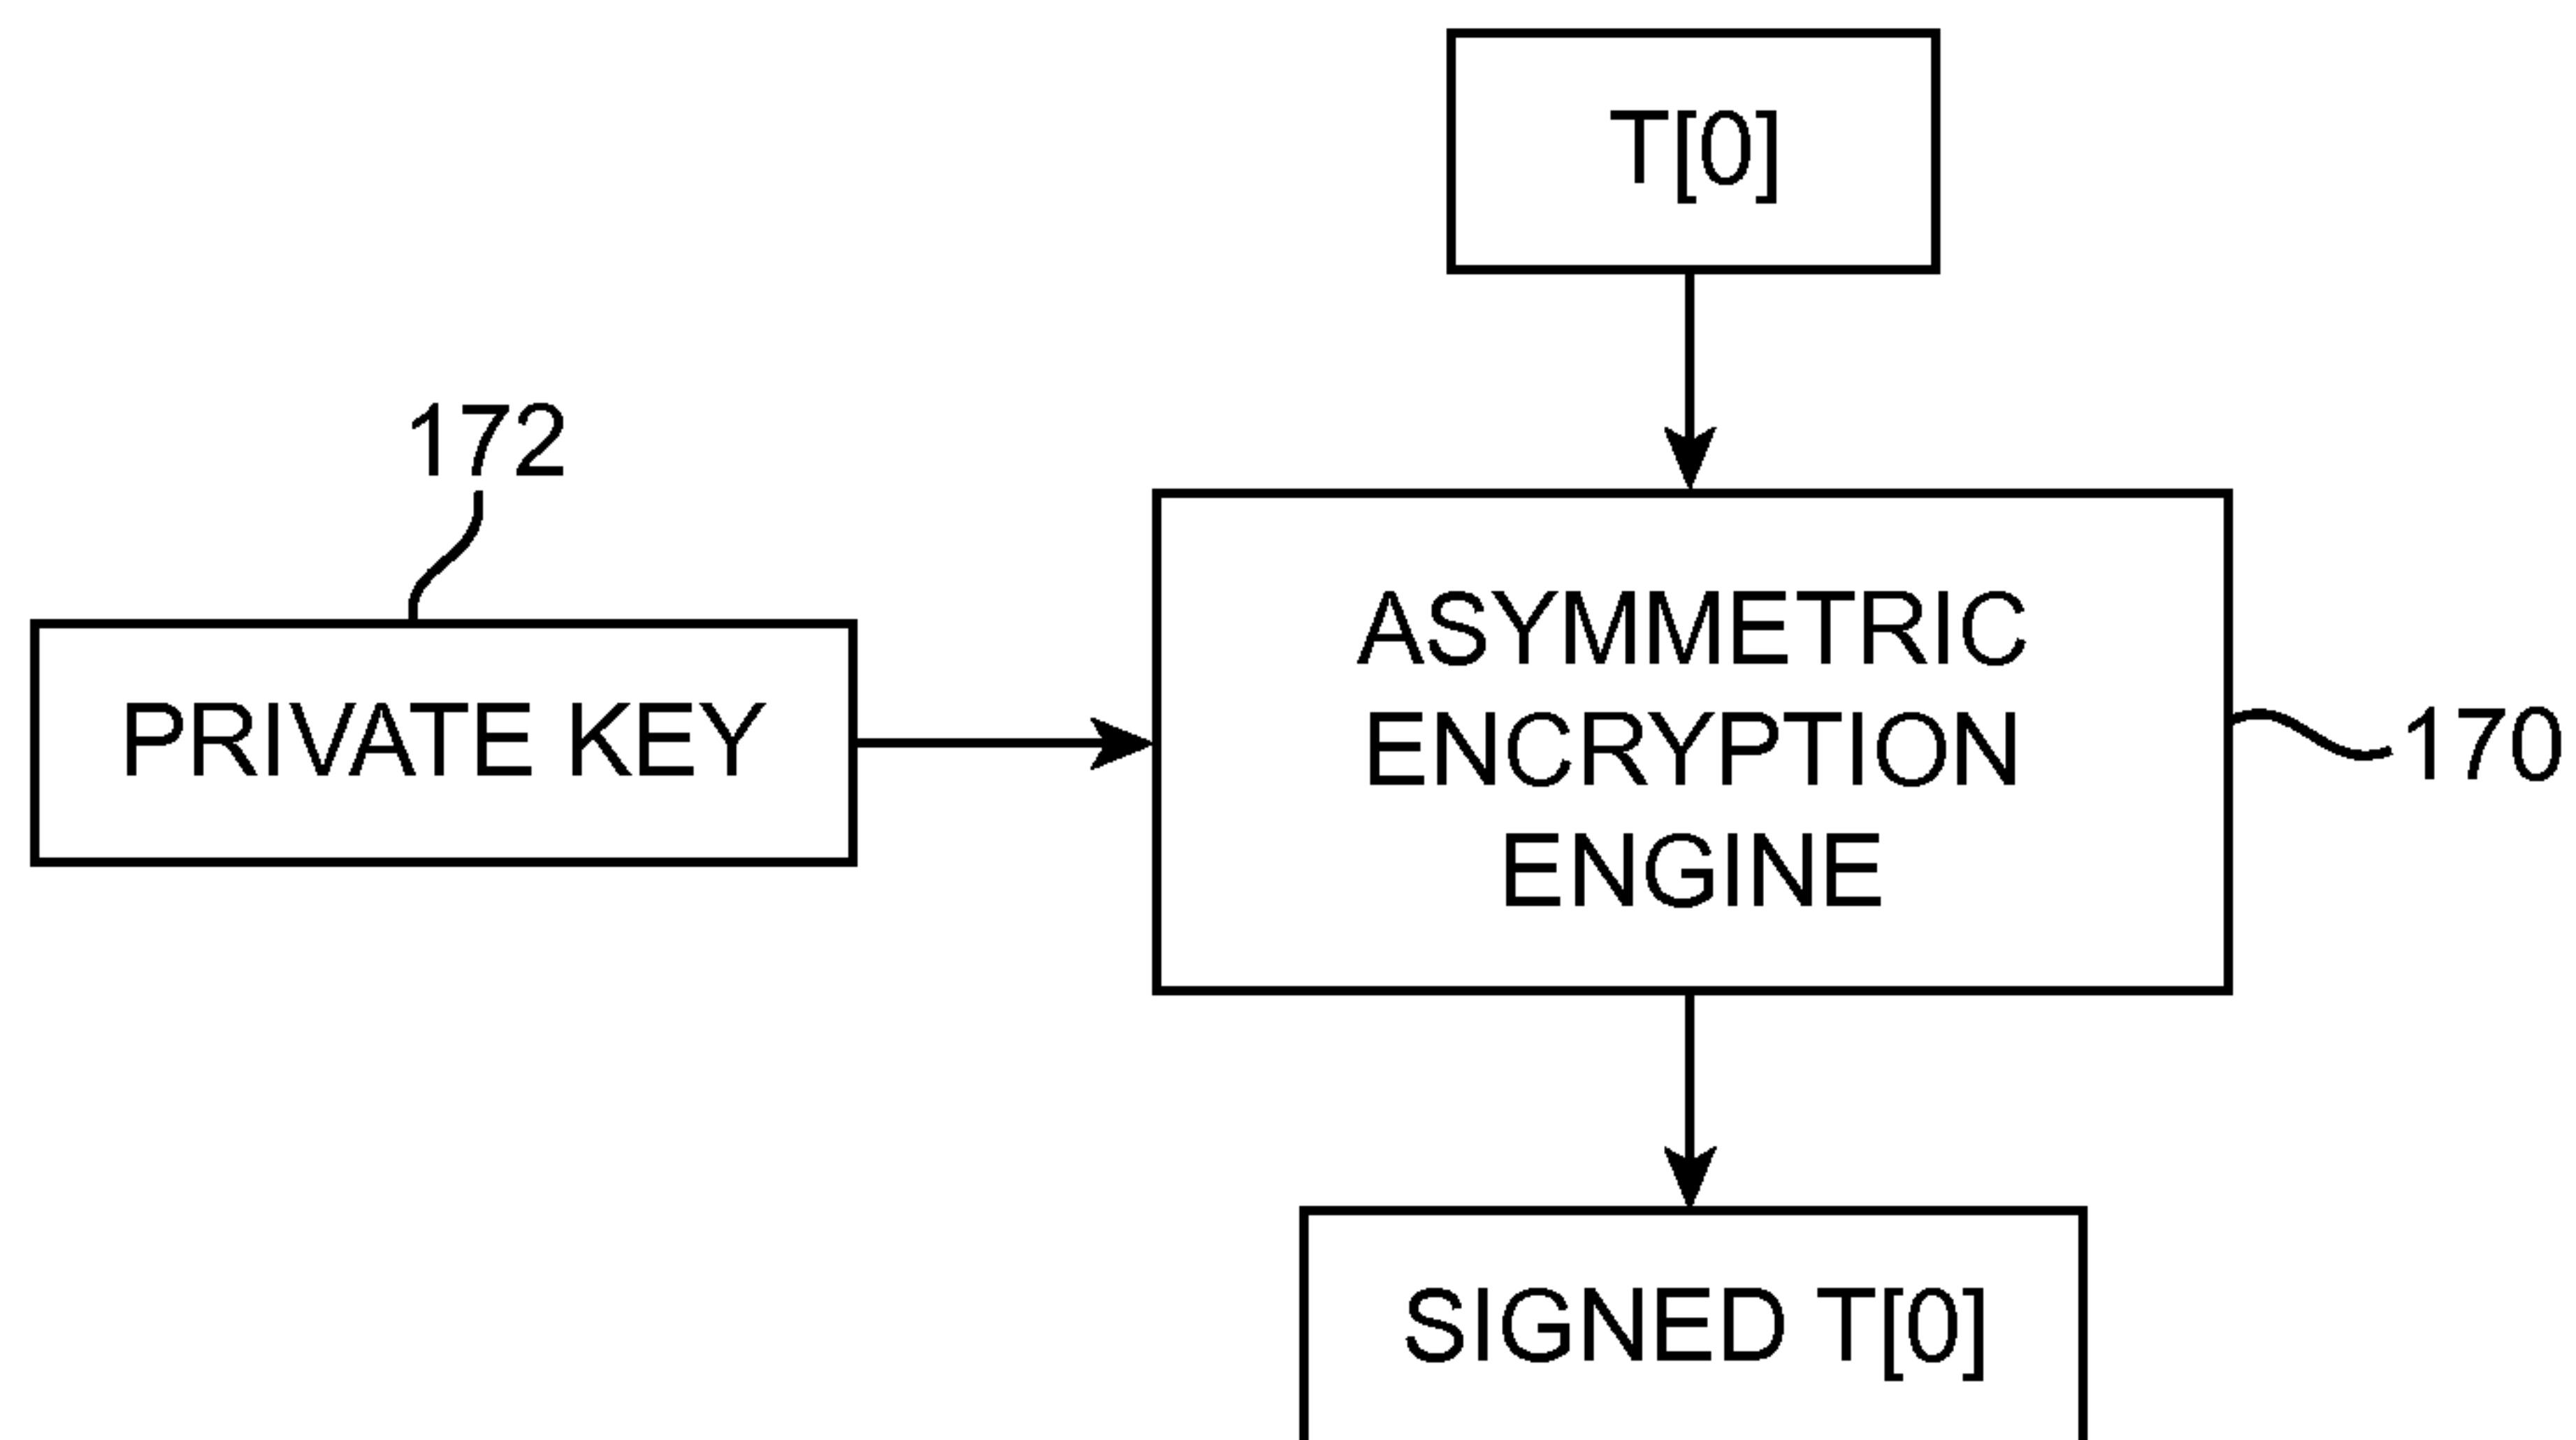 T[0]
172
PRIVATE KEY
ASYMMETRIC
ENCRYPTION
ENGINE
170
SIGNED T[0]